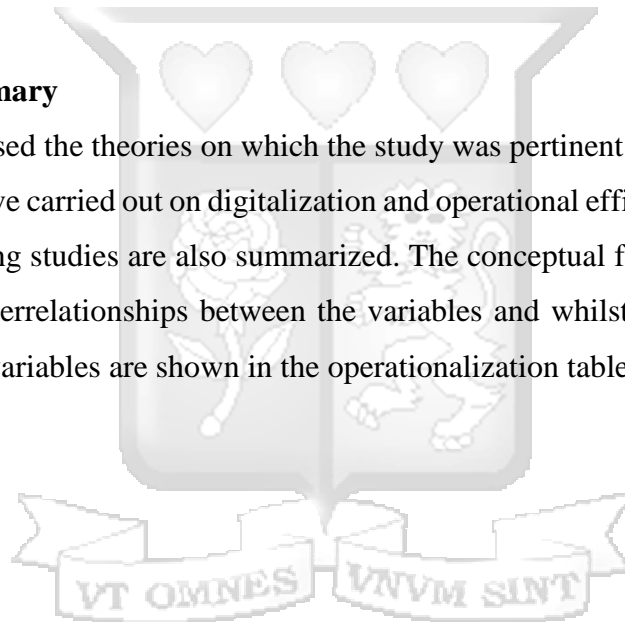 mary
sed the theories on which the study was pertinent
ve carried out on digitalization and operational effi
ng studies are also summarized. The conceptual f
errelationships between the variables and whilst
variables are shown in the operationalization table
VT OMNES VNVM SINT